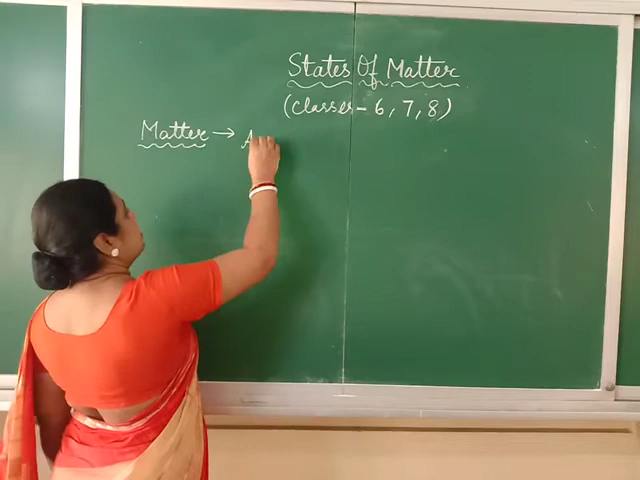 States Of Matter
(Classes - 6, 7, 8)
Matter → A